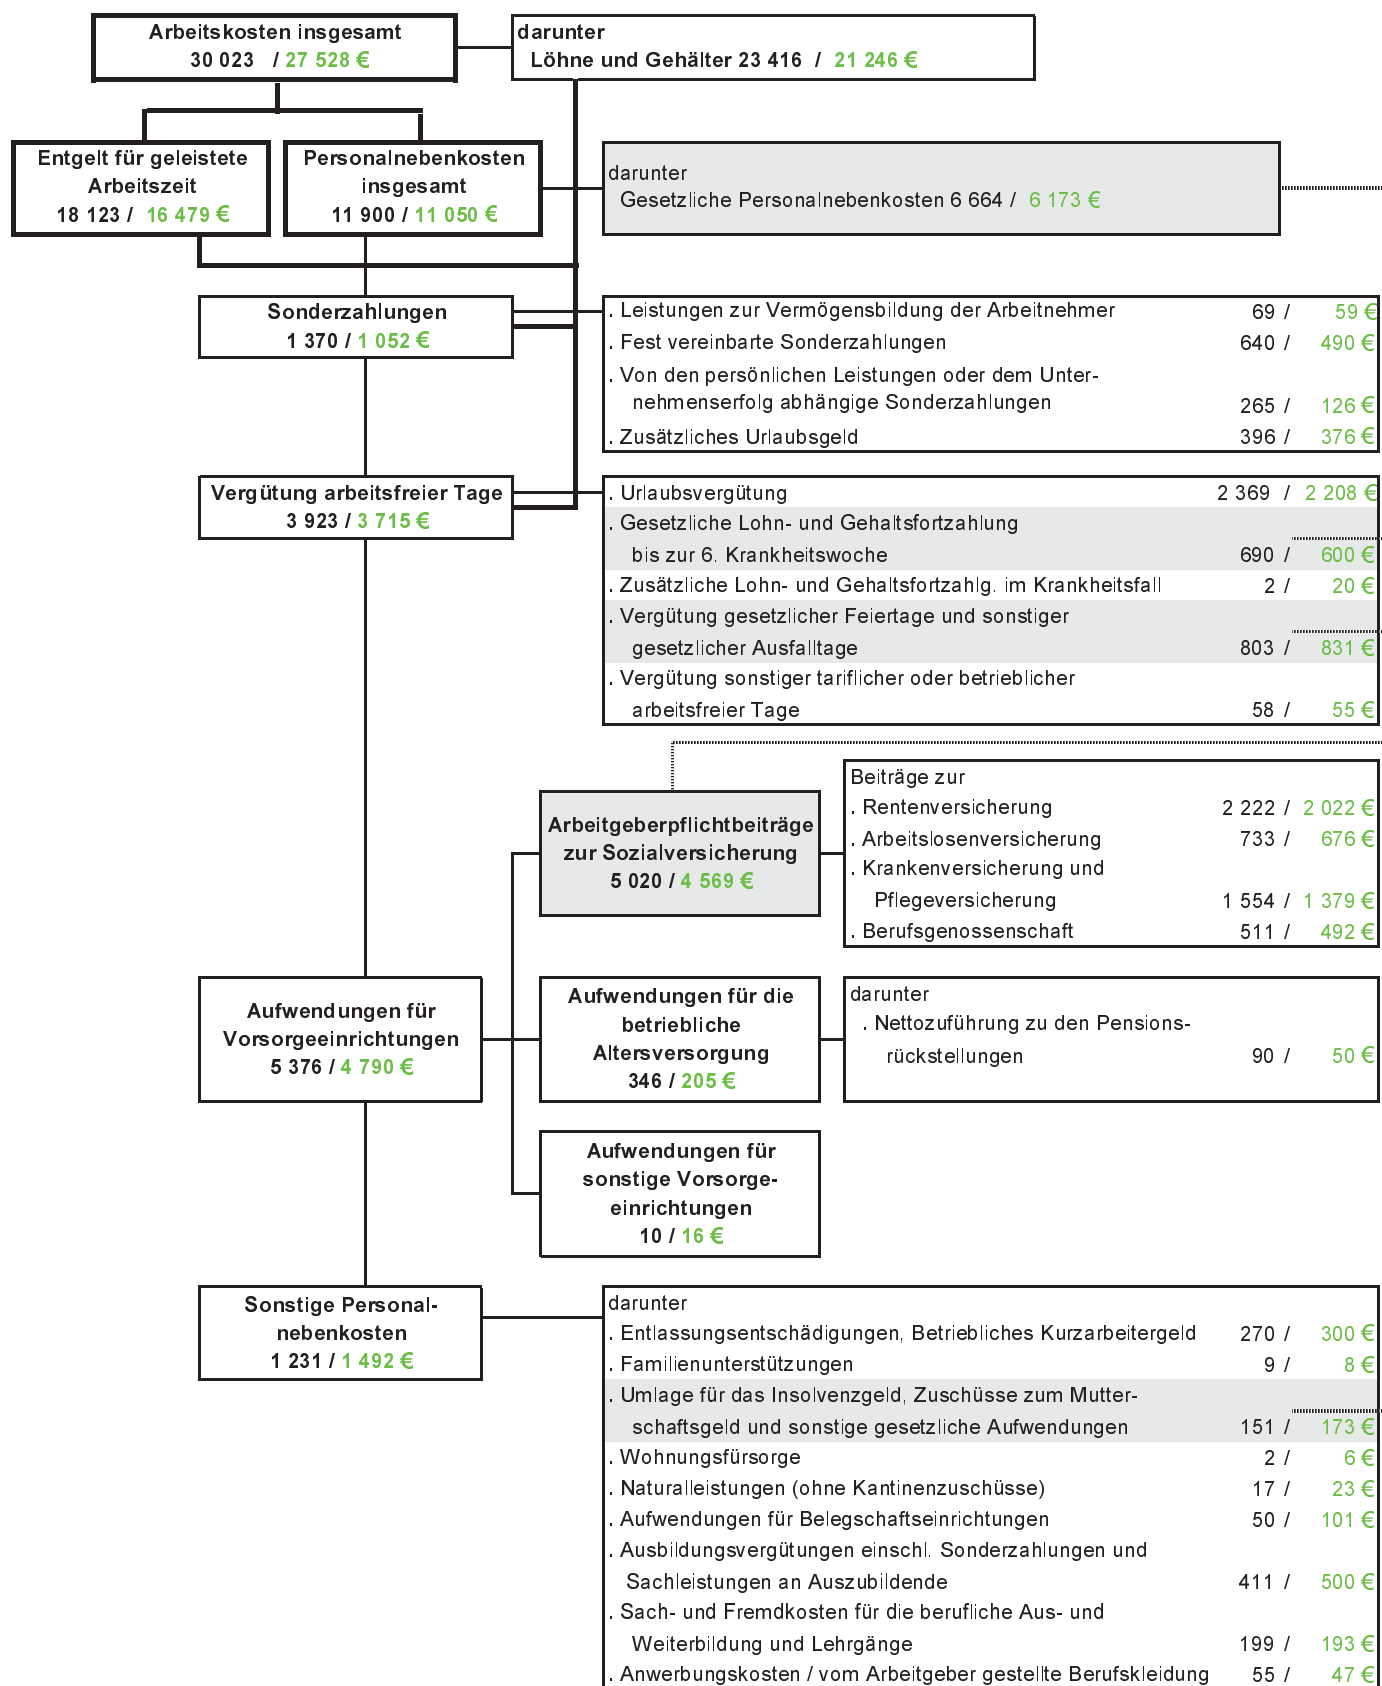 Arbeitskosten insgesamt
30 023 / 27 528 €
darunter
Löhne und Gehälter 23 416 / 21 246 €
Entgelt für geleistete
Arbeitszeit
18 123 / 16 479 €
Personalnebenkosten
insgesamt
11 900 / 11 050 €
darunter
Gesetzliche Personalnebenkosten 6 664 / 6 173 €
Sonderzahlungen
1 370 / 1 052 €
. Leistungen zur Vermögensbildung der Arbeitnehmer 69 / 59 €
. Fest vereinbarte Sonderzahlungen 640 / 490 €
. Von den persönlichen Leistungen oder dem Unter-
nehmenserfolg abhängige Sonderzahlungen 265 / 126 €
. Zusätzliches Urlaubsgeld 396 / 376 €
Vergütung arbeitsfreier Tage
3 923 / 3 715 €
. Urlaubsvergütung 2 369 / 2 208 €
. Gesetzliche Lohn- und Gehaltsfortzahlung
bis zur 6. Krankheitswoche 690 / 600 €
. Zusätzliche Lohn- und Gehaltsfortzahlg. im Krankheitsfall 2 / 20 €
. Vergütung gesetzlicher Feiertage und sonstiger
gesetzlicher Ausfalltage 803 / 831 €
. Vergütung sonstiger tariflicher oder betrieblicher
arbeitsfreier Tage 58 / 55 €
Arbeitgeberpflichtbeiträge
zur Sozialversicherung
5 020 / 4 569 €
Beiträge zur
. Rentenversicherung 2 222 / 2 022 €
. Arbeitslosenversicherung 733 / 676 €
. Krankenversicherung und
Pflegeversicherung 1 554 / 1 379 €
. Berufsgenossenschaft 511 / 492 €
Aufwendungen für
Vorsorgeeinrichtungen
5 376 / 4 790 €
Aufwendungen für die
betriebliche
Altersversorgung
346 / 205 €
darunter
. Nettozuführung zu den Pensions-
rückstellungen 90 / 50 €
Aufwendungen für
sonstige Vorsorge-
einrichtungen
10 / 16 €
Sonstige Personal-
nebenkosten
1 231 / 1 492 €
darunter
. Entlassungsentschädigungen, Betriebliches Kurzarbeitergeld 270 / 300 €
. Familienunterstützungen 9 / 8 €
. Umlage für das Insolvenzgeld, Zuschüsse zum Mutter-
schaftsgeld und sonstige gesetzliche Aufwendungen 151 / 173 €
. Wohnungsfürsorge 2 / 6 €
. Naturalleistungen (ohne Kantinenzuschüsse) 17 / 23 €
. Aufwendungen für Belegschaftseinrichtungen 50 / 101 €
. Ausbildungsvergütungen einschl. Sonderzahlungen und
Sachleistungen an Auszubildende 411 / 500 €
. Sach- und Fremdkosten für die berufliche Aus- und
Weiterbildung und Lehrgänge 199 / 193 €
. Anwerbungskosten / vom Arbeitgeber gestellte Berufskleidung 55 / 47 €